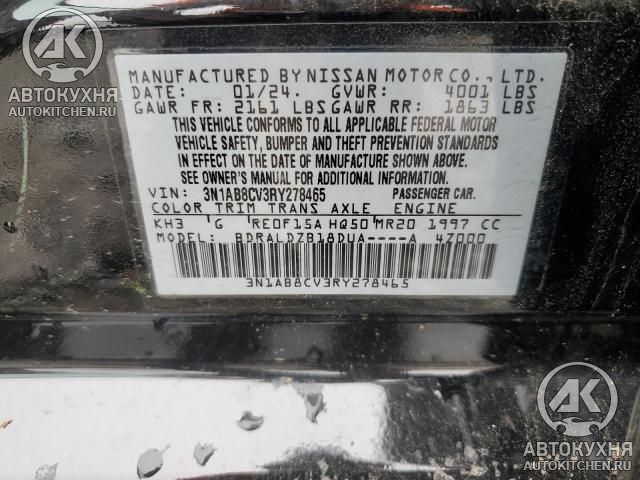 АК
АВТОКУХНЯ
AUTOKITCHEN.RU
MANUFACTURED BY NISSAN MOTOR CO., LTD.
DATE: 01/24. GVWR: 4001 LBS
GAWR FR: 2161 LBS GAWR RR: 1863 LBS
THIS VEHICLE CONFORMS TO ALL APPLICABLE FEDERAL MOTOR
VEHICLE SAFETY, BUMPER AND THEFT PREVENTION STANDARDS
IN EFFECT ON THE DATE OF MANUFACTURE SHOWN ABOVE.
SEE OWNER'S MANUAL FOR ADDITIONAL INFORMATION.
VIN: 3N1AB8CV3RY278465 PASSENGER CAR.
COLOR TRIM TRANS AXLE ENGINE
KH3 'G RE0F15A HQ50 MR20 1997 CC
MODEL: BDRALDZB18DUA----A 4Z000
3N1AB8CV3RY278465
АК
АВТОКУХНЯ
AUTOKITCHEN.RU